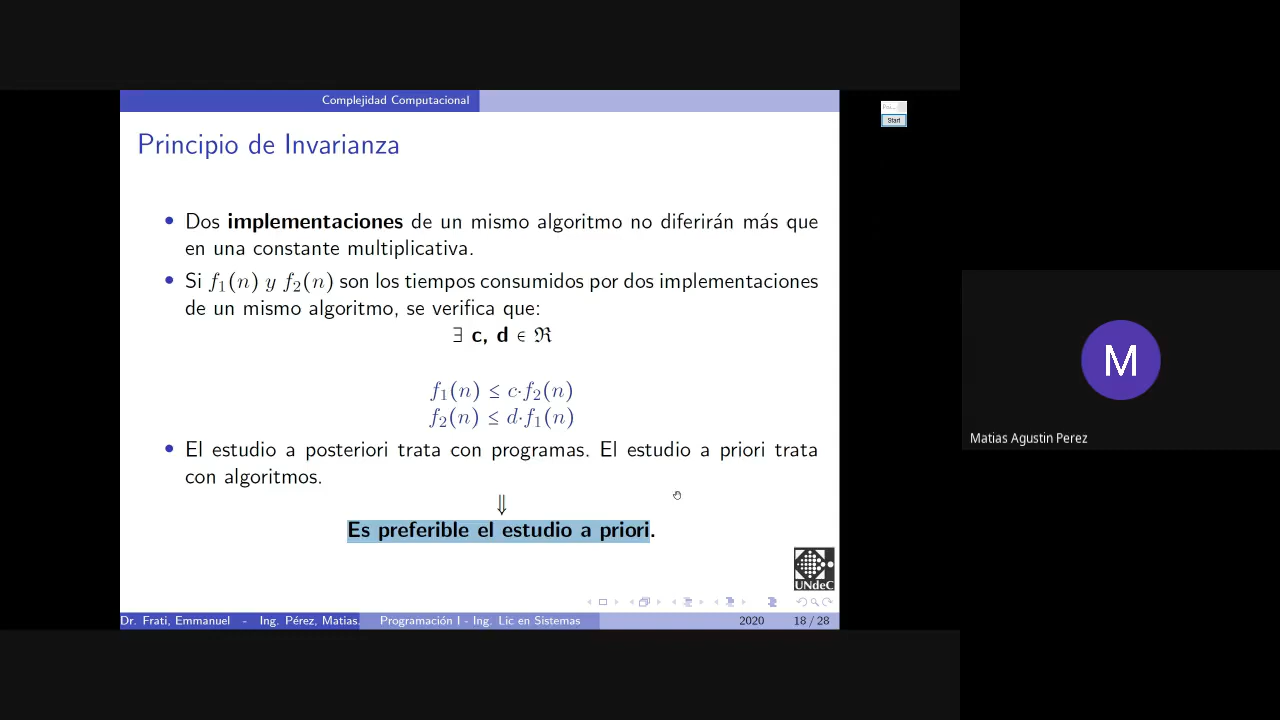 Complejidad Computacional
Principio de Invarianza
• Dos implementaciones de un mismo algoritmo no diferirán más que
en una constante multiplicativa.
• Si f₁(n) y f₂(n) son los tiempos consumidos por dos implementaciones
de un mismo algoritmo, se verifica que:
∃ c, d ∈ ℜ
f₁(n) ≤ c·f₂(n)
f₂(n) ≤ d·f₁(n)
• El estudio a posteriori trata con programas. El estudio a priori trata
con algoritmos.
⇓
Es preferible el estudio a priori.
UNdeC
Dr. Frati, Emmanuel - Ing. Pérez, Matias. Programación I - Ing. Lic en Sistemas 2020 18 / 28
Start
M
Matias Agustin Perez